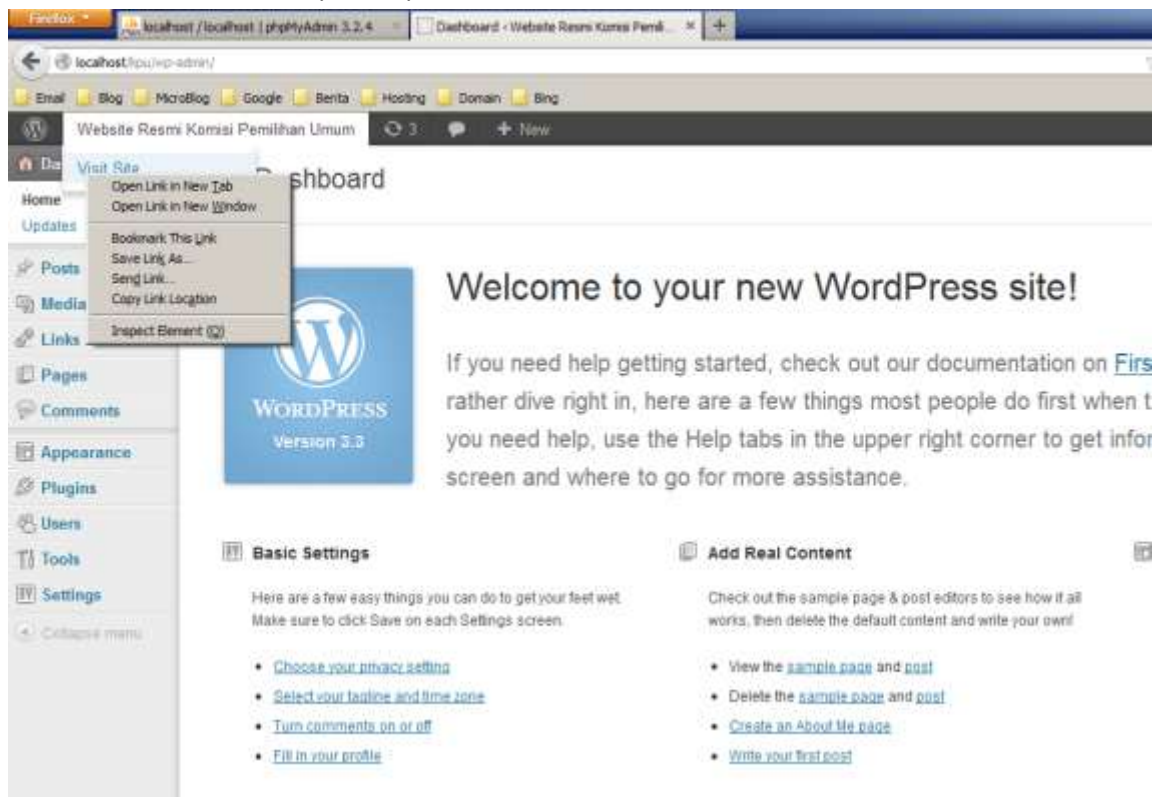 Firefox
localhost / localhost | phpMyAdmin 3.2.4
Dashboard ‹ Website Resmi Komisi Pemili...
localhost/kpu/wp-admin/
Email Blog MicroBlog Google Berita Hosting Domain Bing
Website Resmi Komisi Pemilihan Umum 3 + New
Da
Visit Site
shboard
Open Link in New Tab
Open Link in New Window
Bookmark This Link
Save Link As...
Send Link...
Copy Link Location
Inspect Element (Q)
Home
Updates
Posts
Media
Links
Pages
Comments
Appearance
Plugins
Users
Tools
Settings
Collapse menu
WORDPRESS
Version 3.3
Welcome to your new WordPress site!
If you need help getting started, check out our documentation on Firs
rather dive right in, here are a few things most people do first when t
you need help, use the Help tabs in the upper right corner to get infor
screen and where to go for more assistance.
Basic Settings
Here are a few easy things you can do to get your feet wet.
Make sure to click Save on each Settings screen.
Choose your privacy setting
Select your tagline and time zone
Turn comments on or off
Fill in your profile
Add Real Content
Check out the sample page & post editors to see how it all
works, then delete the default content and write your own!
View the sample page and post
Delete the sample page and post
Create an About Me page
Write your first post